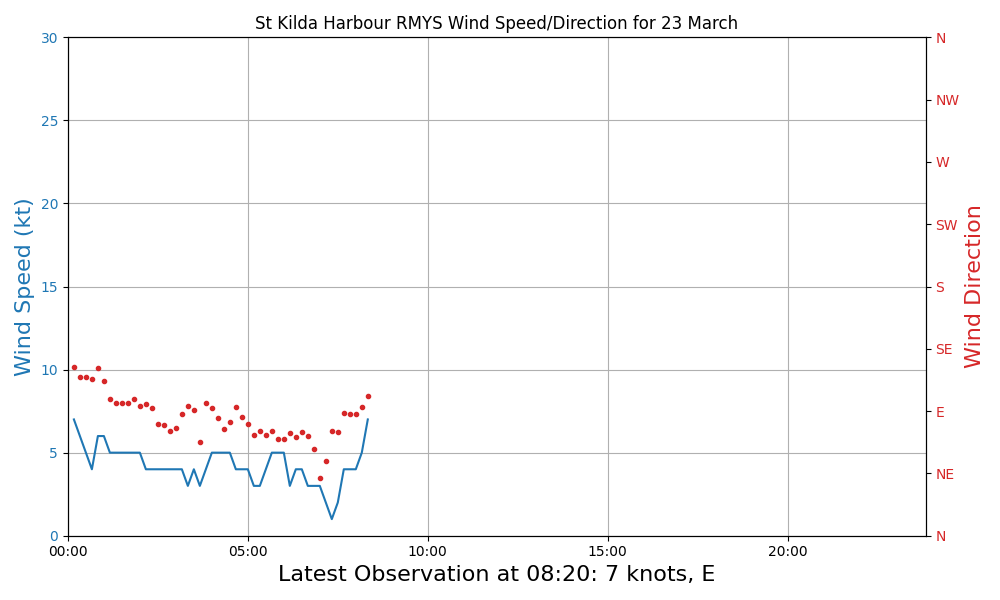 St Kilda Harbour RMYS Wind Speed/Direction for 23 March
30
25
20
15
10
5
0
Wind Speed (kt)
N
NW
W
SW
S
SE
E
NE
N
Wind Direction
00:00 05:00 10:00 15:00 20:00
Latest Observation at 08:20: 7 knots, E